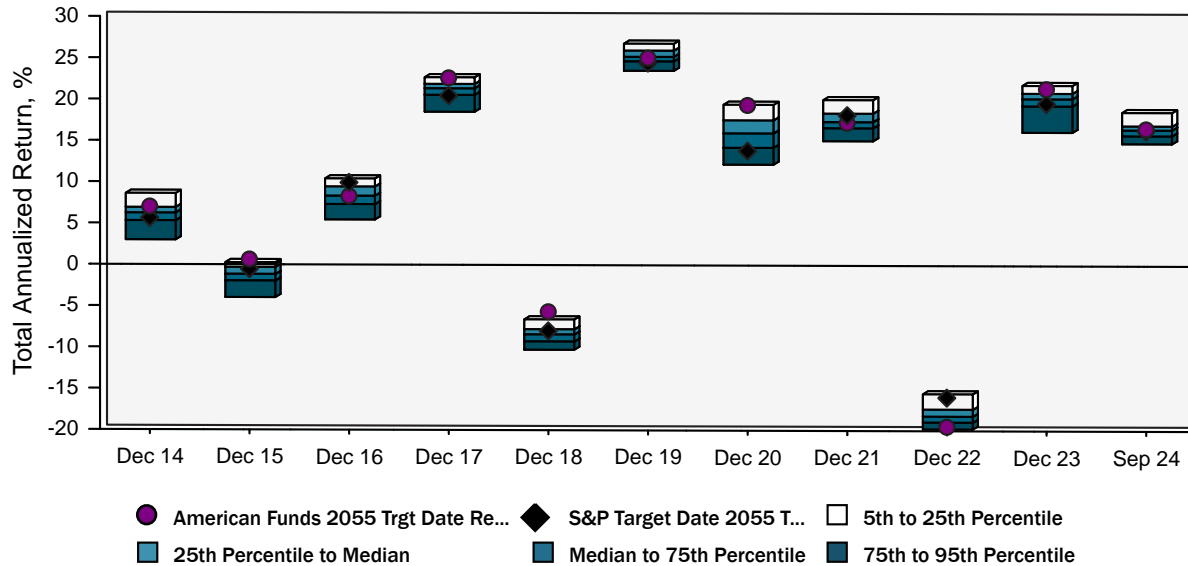 Total Annualized Return, %
30
25
20
15
10
5
0
-5
-10
-15
-20
Dec 14 Dec 15 Dec 16 Dec 17 Dec 18 Dec 19 Dec 20 Dec 21 Dec 22 Dec 23 Sep 24
American Funds 2055 Trgt Date Re... S&P Target Date 2055 T... 5th to 25th Percentile
25th Percentile to Median Median to 75th Percentile 75th to 95th Percentile